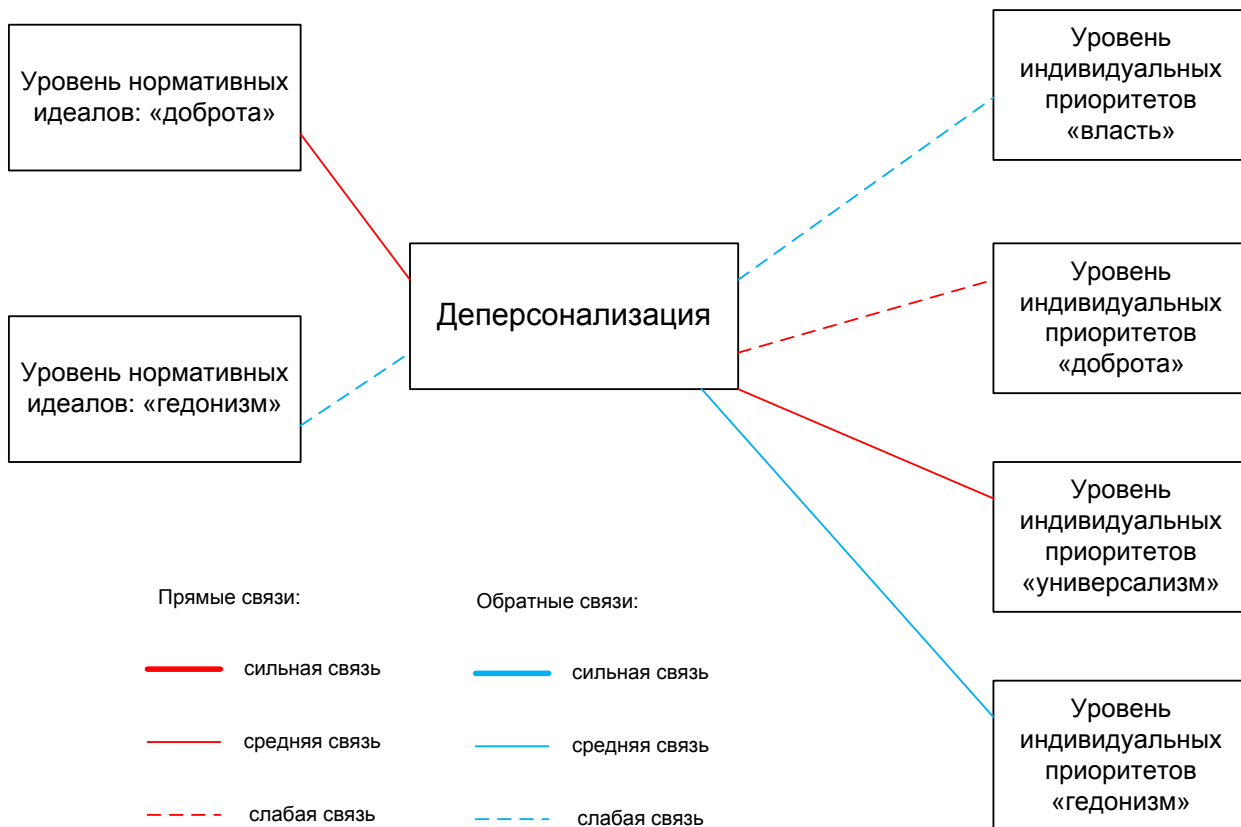 Уровень нормативных
идеалов: «доброта»
Уровень нормативных
идеалов: «гедонизм»
Деперсонализация
Уровень
индивидуальных
приоритетов
«власть»
Уровень
индивидуальных
приоритетов
«доброта»
Уровень
индивидуальных
приоритетов
«универсализм»
Уровень
индивидуальных
приоритетов
«гедонизм»
Прямые связи:
сильная связь
средняя связь
слабая связь
Обратные связи:
сильная связь
средняя связь
слабая связь